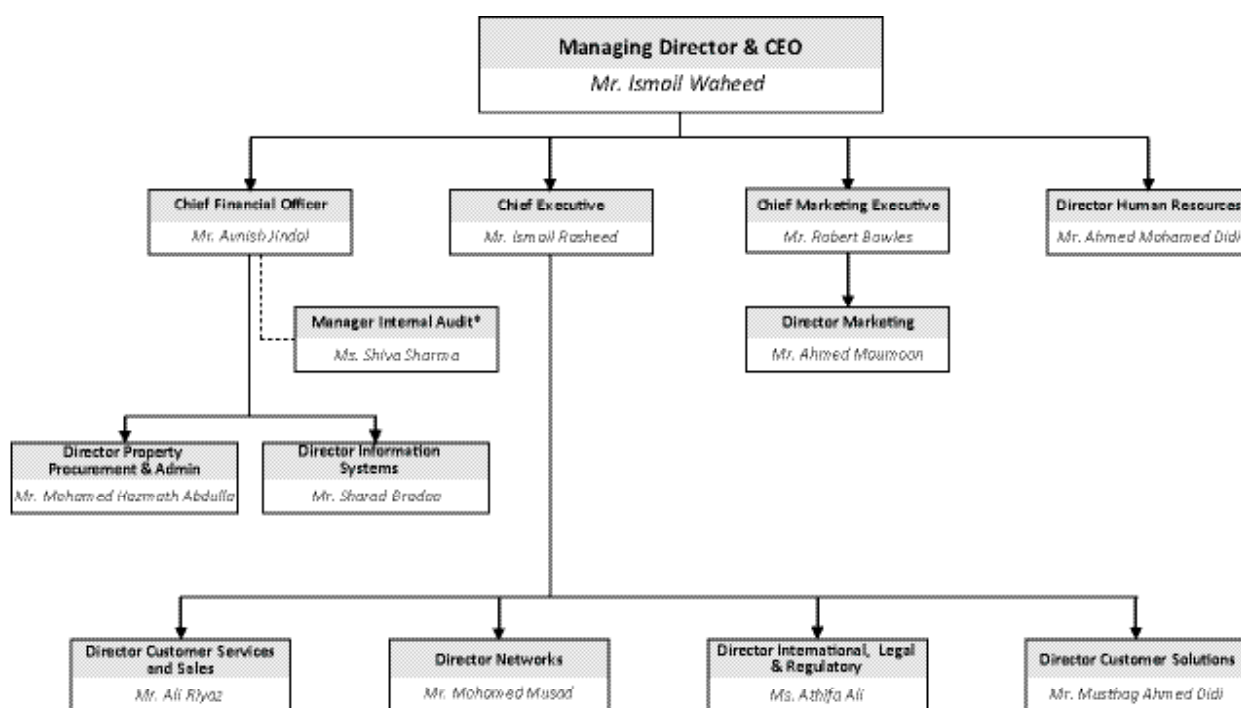 Managing Director & CEO
Mr. Ismail Waheed
Chief Financial Officer
Mr. Avnish Jindal
Chief Executive
Mr. Ismail Rasheed
Chief Marketing Executive
Mr. Robert Bowles
Director Human Resources
Mr. Ahmed Mohamed Didi
Manager Internal Audit*
Ms. Shiva Sharma
Director Marketing
Mr. Ahmed Maumoon
Director Property
Procurement & Admin
Mr. Mohamed Hazmath Abdulla
Director Information
Systems
Mr. Sharad
Director Customer Services
and Sales
Mr. Ali Riyaz
Director Networks
Mr. Mohamed Musad
Director International, Legal
& Regulatory
Ms. Athifa Ali
Director Customer Solutions
Mr. Musthag Ahmed Didi